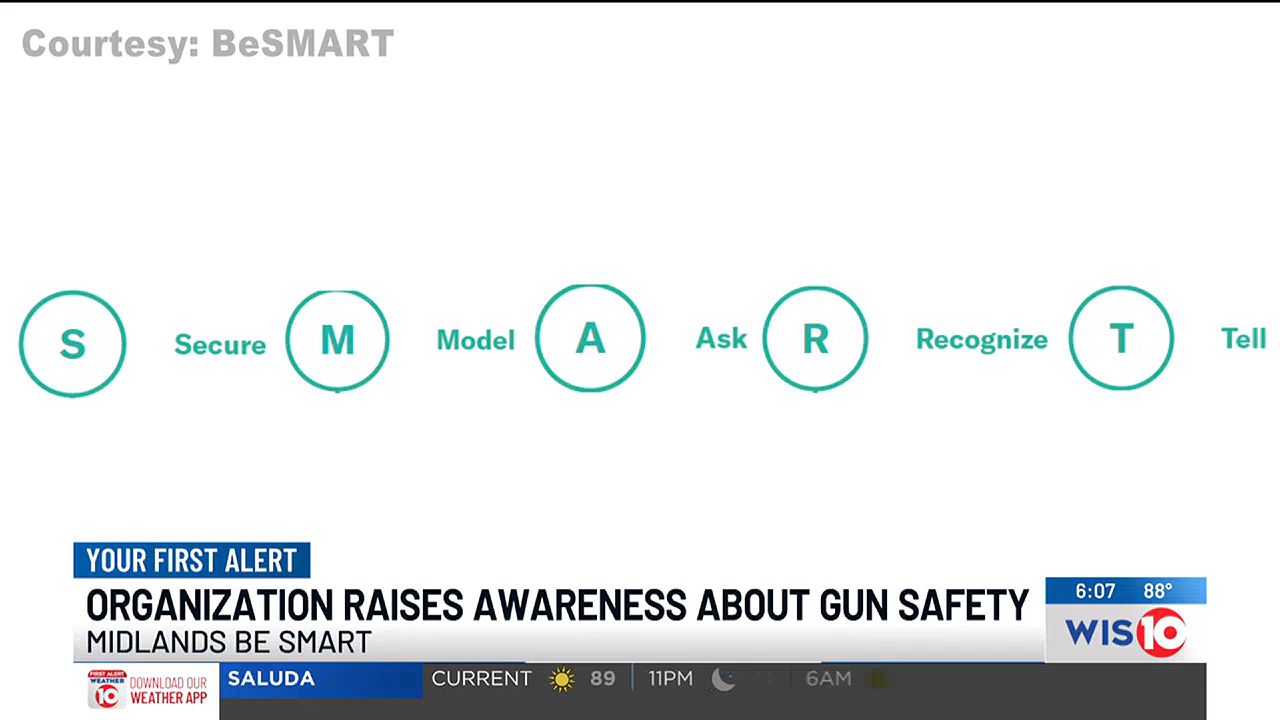 Courtesy: BeSMART
S Secure M Model A Ask R Recognize T Tell
YOUR FIRST ALERT
ORGANIZATION RAISES AWARENESS ABOUT GUN SAFETY
MIDLANDS BE SMART
6:07 88°
WIS10
FIRST ALERT
WEATHER
10
DOWNLOAD OUR
WEATHER APP
SALUDA CURRENT 89 11PM 6AM